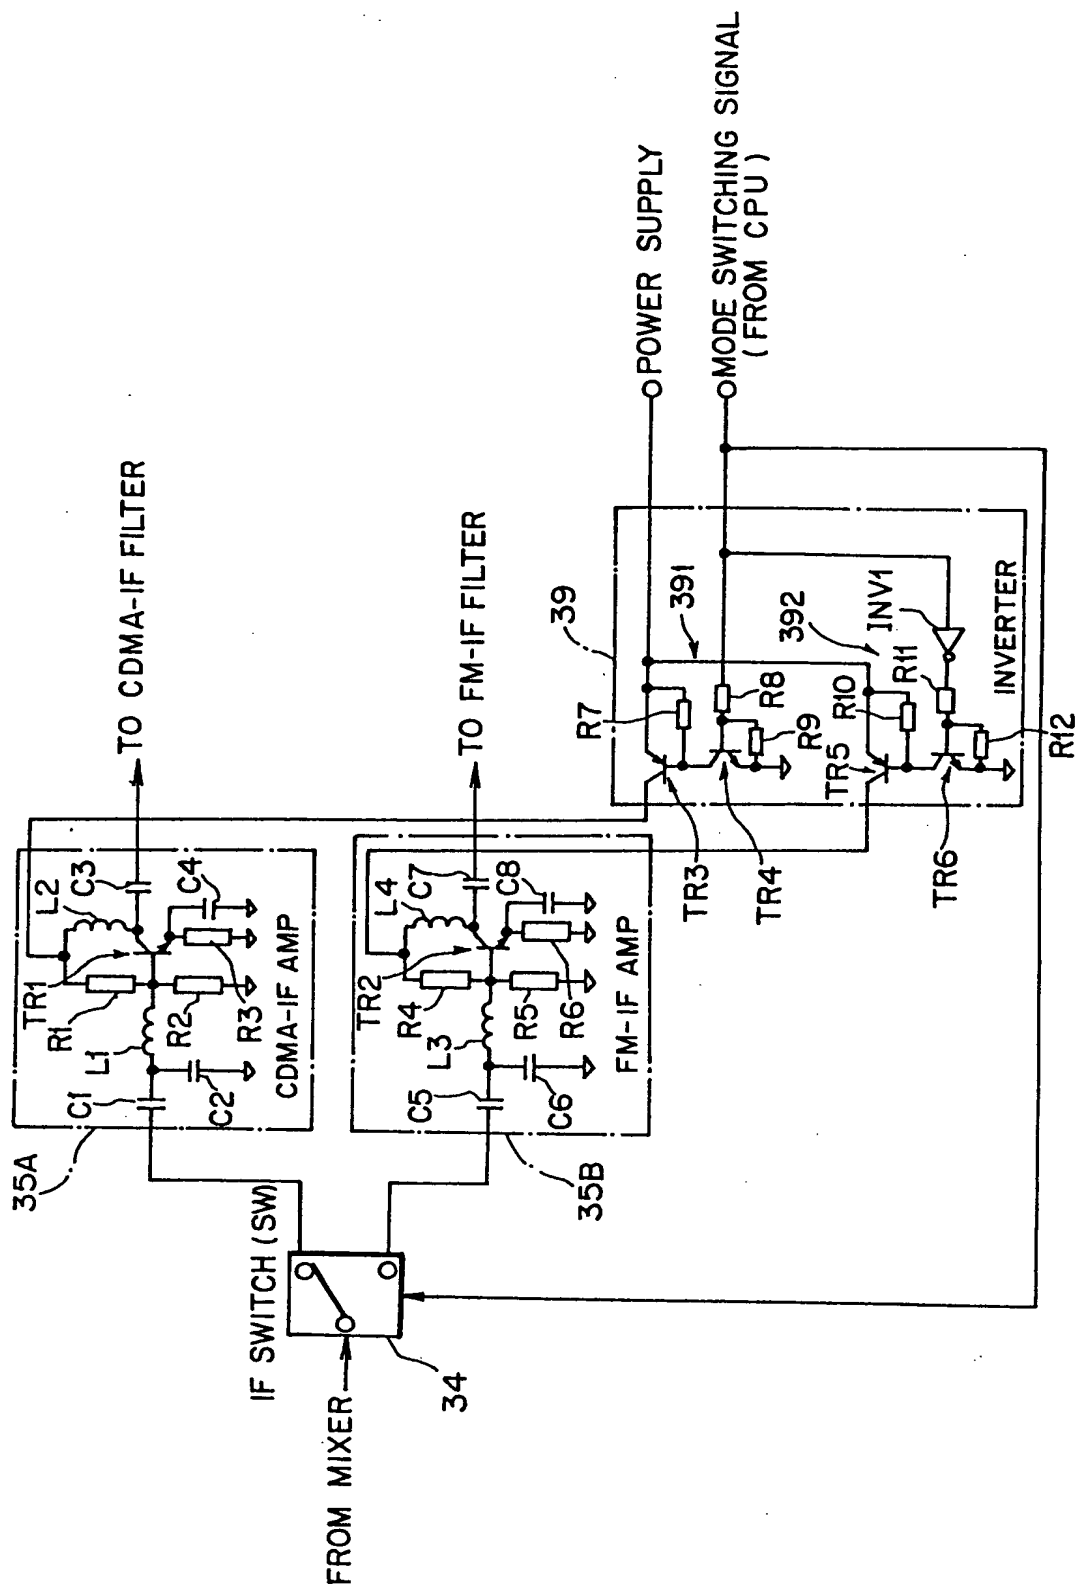 35A
C1
C2
L1
R1
TR1
R2
R3
L2
C3
C4
CDMA-IF AMP
TO CDMA-IF FILTER
IF SWITCH (SW)
FROM MIXER
34
35B
C5
C6
L3
R4
TR2
R5
R6
L4
C7
C8
FM-IF AMP
TO FM-IF FILTER
39
R7
R8
R9
TR3
TR4
391
POWER SUPPLY
MODE SWITCHING SIGNAL
(FROM CPU)
TR5
R10
R11
392
INV1
TR6
R12
INVERTER